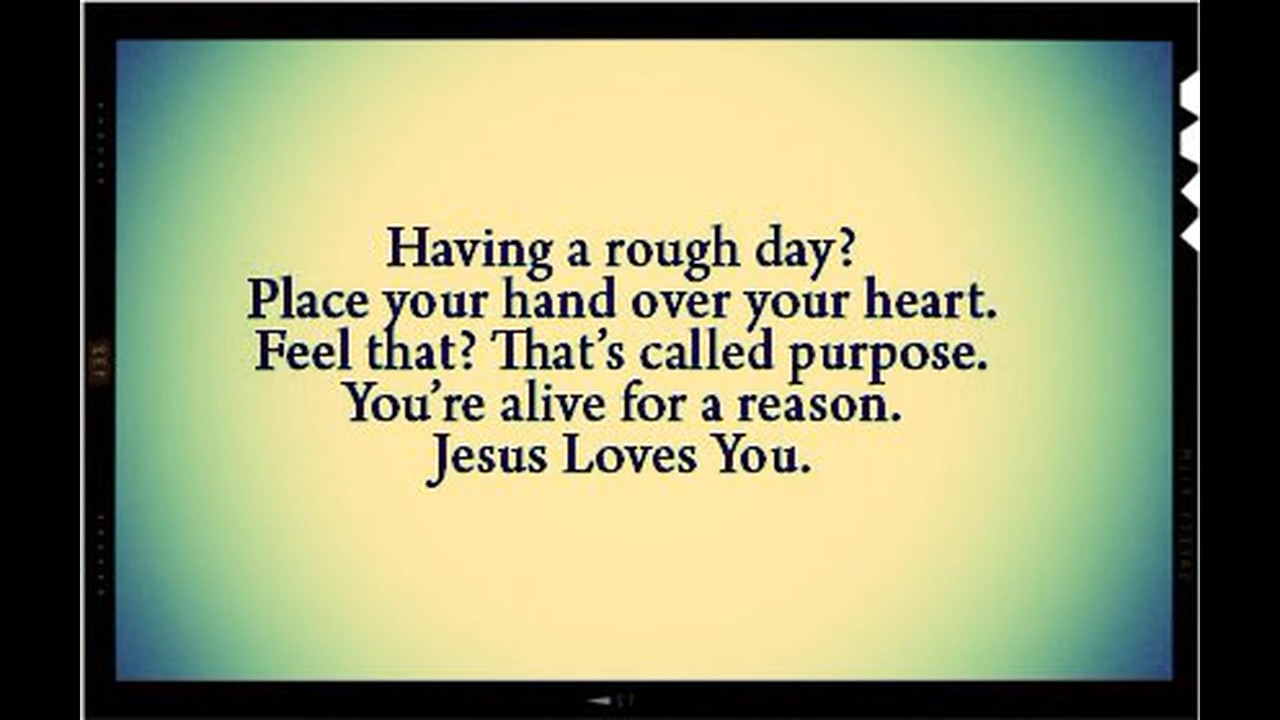 Having a rough day?
Place your hand over your heart.
Feel that? That's called purpose.
You're alive for a reason.
Jesus Loves You.